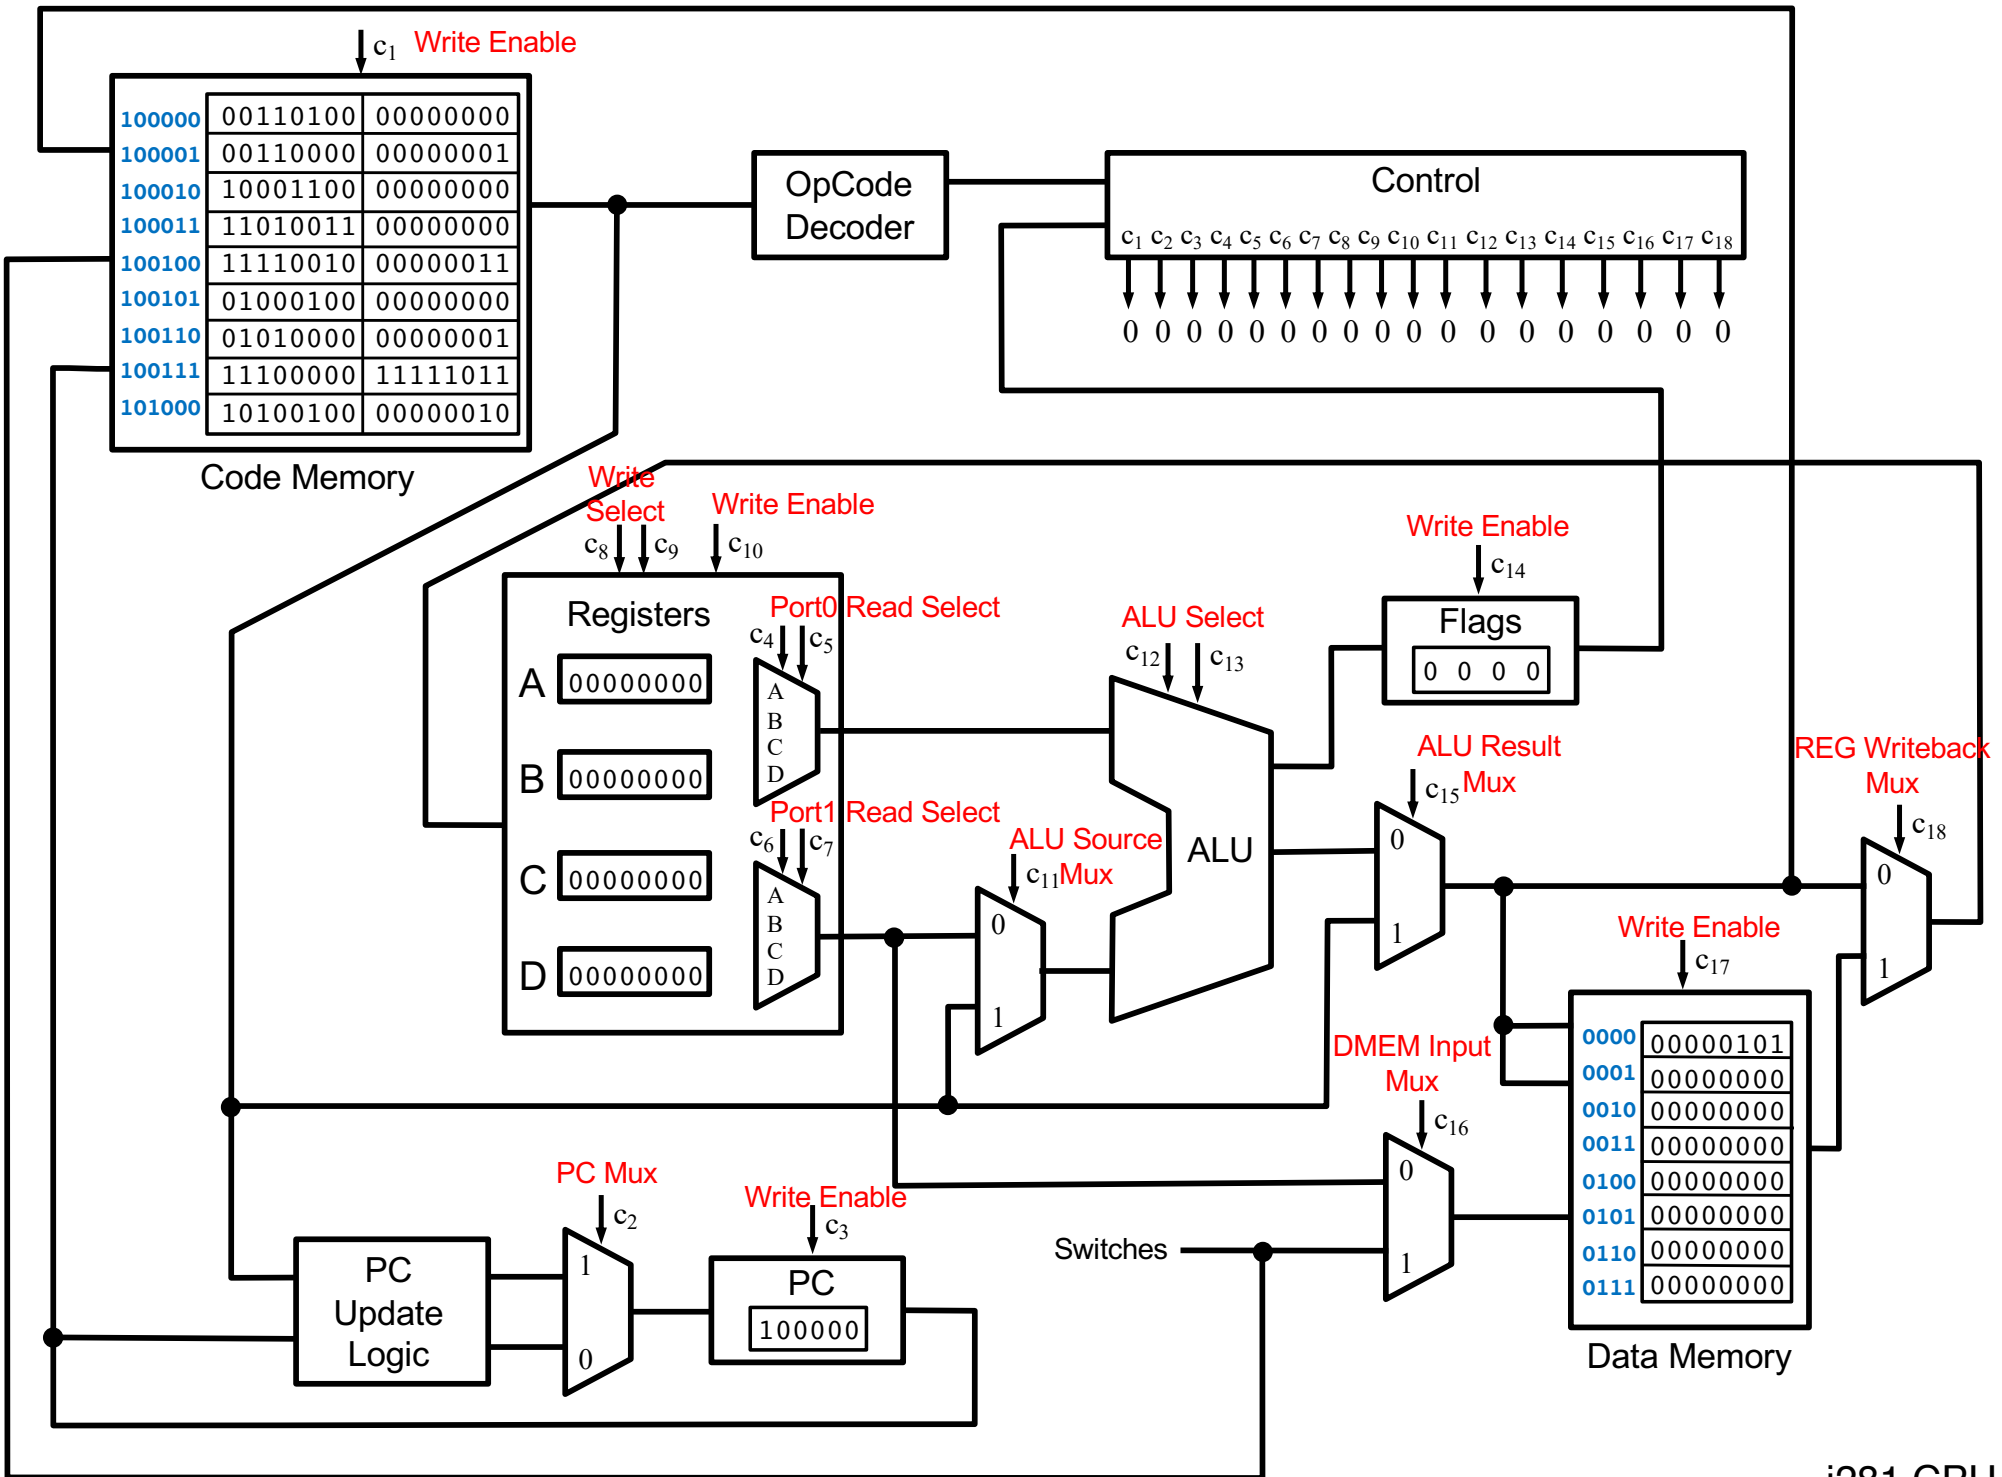 c1 Write Enable
100000 00110100 00000000
100001 00110000 00000001
100010 10001100 00000000
100011 11010011 00000000
100100 11110010 00000011
100101 01000100 00000000
100110 01010000 00000001
100111 11100000 11111011
101000 10100100 00000010
Code Memory
OpCode
Decoder
Control
c1 c2 c3 c4 c5 c6 c7 c8 c9 c10 c11 c12 c13 c14 c15 c16 c17 c18
0 0 0 0 0 0 0 0 0 0 0 0 0 0 0 0 0 0
Write
Select
c8 c9
Write Enable
c10
Registers
A 00000000
B 00000000
C 00000000
D 00000000
Port0 Read Select
c4 c5
A
B
C
D
Port1 Read Select
c6 c7
A
B
C
D
ALU Source
Mux
c11
0
1
ALU Select
c12 c13
ALU
Write Enable
c14
Flags
0 0 0 0
ALU Result
Mux
c15
0
1
REG Writeback
Mux
c18
0
1
Write Enable
c17
0000 00000101
0001 00000000
0010 00000000
0011 00000000
0100 00000000
0101 00000000
0110 00000000
0111 00000000
Data Memory
DMEM Input
Mux
c16
0
1
Switches
PC Mux
c2
1
0
Write Enable
c3
PC
100000
PC
Update
Logic
i281 CPU